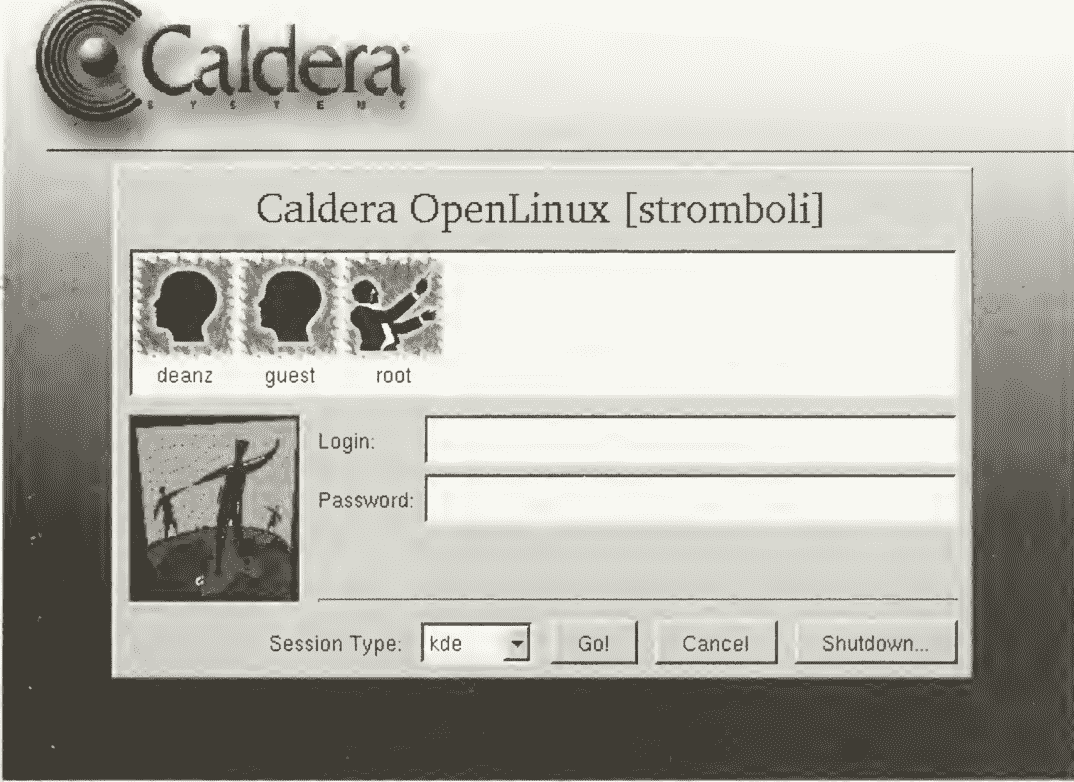 Caldera
SYSTEMS
Caldera OpenLinux [stromboli]
deanz guest root
Login:
Password:
Session Type: kde Go! Cancel Shutdown...